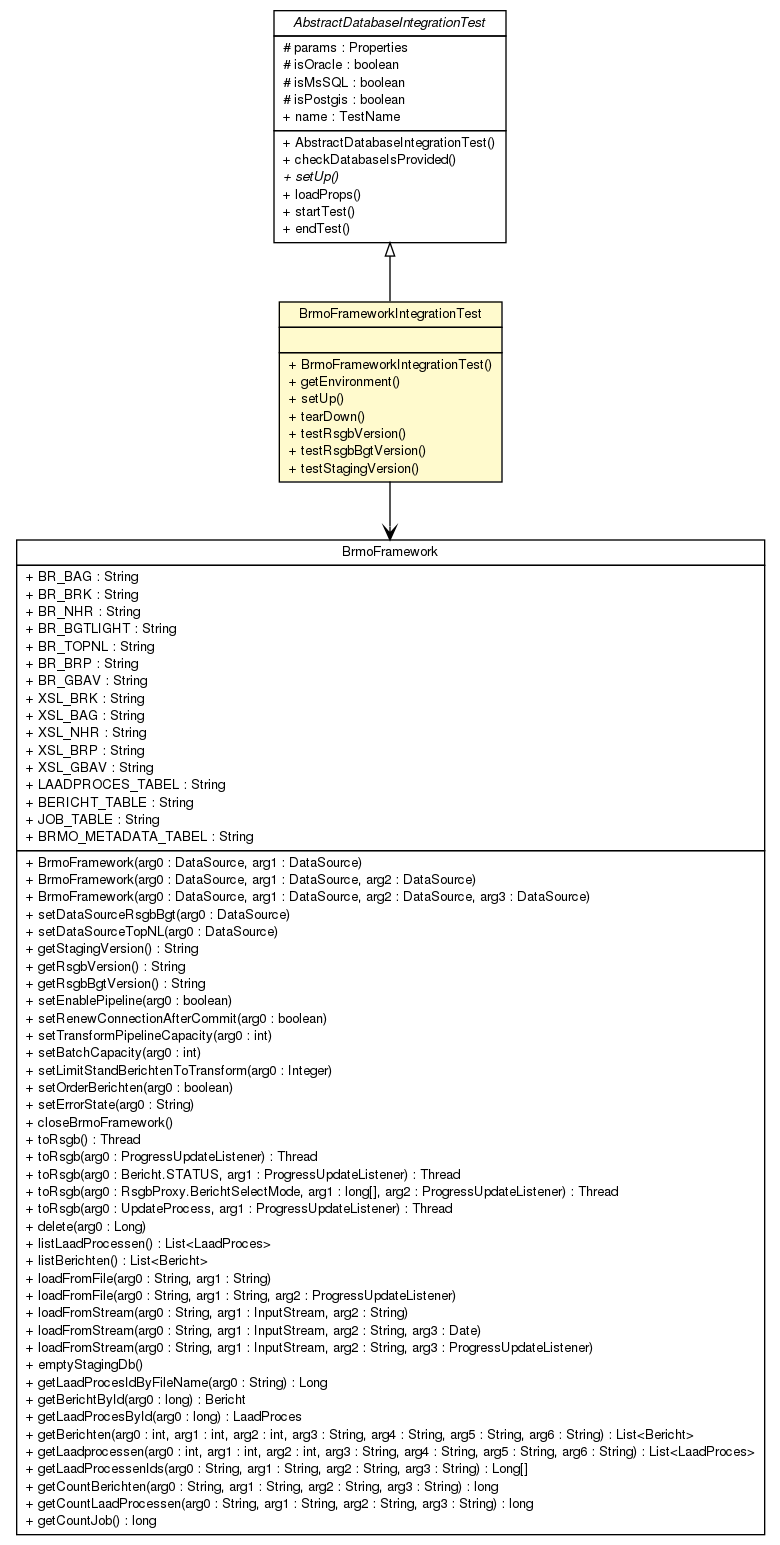 AbstractDatabaseIntegrationTest
# params : Properties
# isOracle : boolean
# isMsSQL : boolean
# isPostgis : boolean
+ name : TestName
+ AbstractDatabaseIntegrationTest()
+ checkDatabaseIsProvided()
+ setUp()
+ loadProps()
+ startTest()
+ endTest()
BrmoFrameworkIntegrationTest
+ BrmoFrameworkIntegrationTest()
+ getEnvironment()
+ setUp()
+ tearDown()
+ testRsgbVersion()
+ testRsgbBgtVersion()
+ testStagingVersion()
BrmoFramework
+ BR_BAG : String
+ BR_BRK : String
+ BR_NHR : String
+ BR_BGTLIGHT : String
+ BR_TOPNL : String
+ BR_BRP : String
+ BR_GBAV : String
+ XSL_BRK : String
+ XSL_BAG : String
+ XSL_NHR : String
+ XSL_BRP : String
+ XSL_GBAV : String
+ LAADPROCES_TABEL : String
+ BERICHT_TABLE : String
+ JOB_TABLE : String
+ BRMO_METADATA_TABEL : String
+ BrmoFramework(arg0 : DataSource, arg1 : DataSource)
+ BrmoFramework(arg0 : DataSource, arg1 : DataSource, arg2 : DataSource)
+ BrmoFramework(arg0 : DataSource, arg1 : DataSource, arg2 : DataSource, arg3 : DataSource)
+ setDataSourceRsgbBgt(arg0 : DataSource)
+ setDataSourceTopNL(arg0 : DataSource)
+ getStagingVersion() : String
+ getRsgbVersion() : String
+ getRsgbBgtVersion() : String
+ setEnablePipeline(arg0 : boolean)
+ setRenewConnectionAfterCommit(arg0 : boolean)
+ setTransformPipelineCapacity(arg0 : int)
+ setBatchCapacity(arg0 : int)
+ setLimitStandBerichtenToTransform(arg0 : Integer)
+ setOrderBerichten(arg0 : boolean)
+ setErrorState(arg0 : String)
+ closeBrmoFramework()
+ toRsgb() : Thread
+ toRsgb(arg0 : ProgressUpdateListener) : Thread
+ toRsgb(arg0 : Bericht.STATUS, arg1 : ProgressUpdateListener) : Thread
+ toRsgb(arg0 : RsgbProxy.BerichtSelectMode, arg1 : long[], arg2 : ProgressUpdateListener) : Thread
+ toRsgb(arg0 : UpdateProcess, arg1 : ProgressUpdateListener) : Thread
+ delete(arg0 : Long)
+ listLaadProcessen() : List<LaadProces>
+ listBerichten() : List<Bericht>
+ loadFromFile(arg0 : String, arg1 : String)
+ loadFromFile(arg0 : String, arg1 : String, arg2 : ProgressUpdateListener)
+ loadFromStream(arg0 : String, arg1 : InputStream, arg2 : String)
+ loadFromStream(arg0 : String, arg1 : InputStream, arg2 : String, arg3 : Date)
+ loadFromStream(arg0 : String, arg1 : InputStream, arg2 : String, arg3 : ProgressUpdateListener)
+ emptyStagingDb()
+ getLaadProcesIdByFileName(arg0 : String) : Long
+ getBerichtById(arg0 : long) : Bericht
+ getLaadProcesById(arg0 : long) : LaadProces
+ getBerichten(arg0 : int, arg1 : int, arg2 : int, arg3 : String, arg4 : String, arg5 : String, arg6 : String) : List<Bericht>
+ getLaadprocessen(arg0 : int, arg1 : int, arg2 : int, arg3 : String, arg4 : String, arg5 : String, arg6 : String) : List<LaadProces>
+ getLaadProcessenIds(arg0 : String, arg1 : String, arg2 : String, arg3 : String) : Long[]
+ getCountBerichten(arg0 : String, arg1 : String, arg2 : String, arg3 : String) : long
+ getCountLaadProcessen(arg0 : String, arg1 : String, arg2 : String, arg3 : String) : long
+ getCountJob() : long